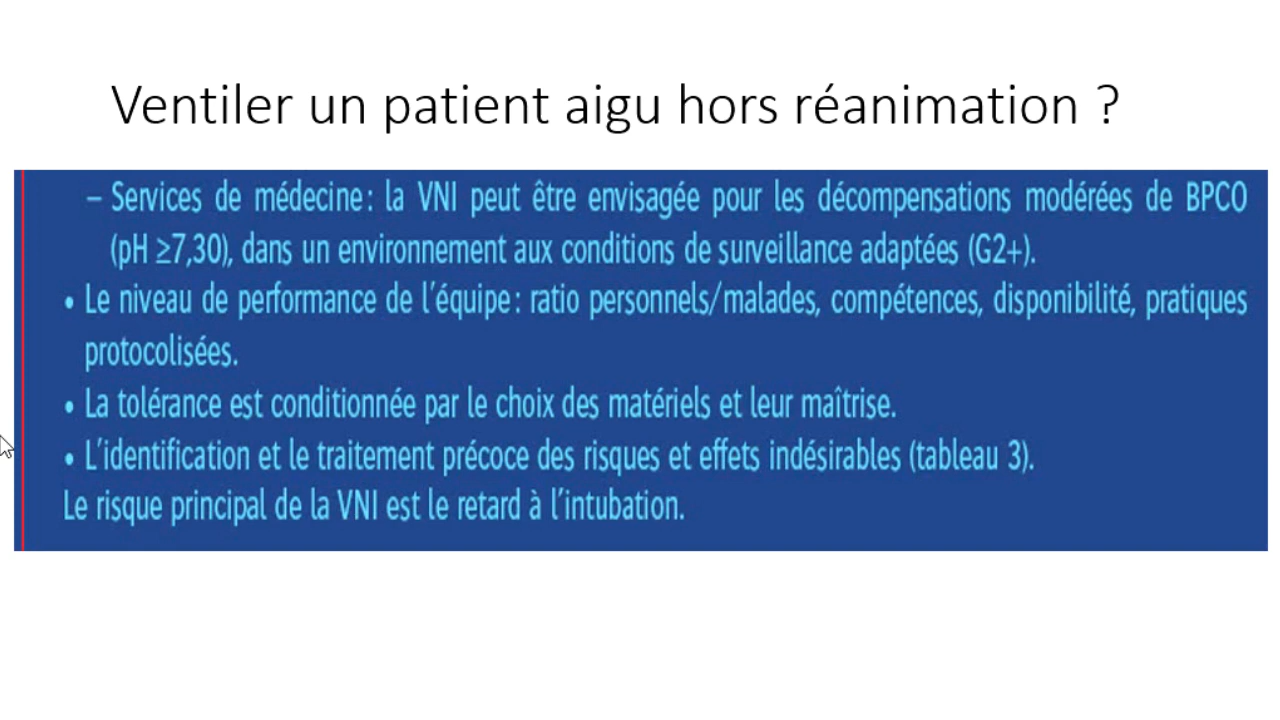 Ventiler un patient aigu hors réanimation ?
– Services de médecine : la VNI peut être envisagée pour les décompensations modérées de BPCO
(pH ≥7,30), dans un environnement aux conditions de surveillance adaptées (G2+).
• Le niveau de performance de l'équipe : ratio personnels/malades, compétences, disponibilité, pratiques
protocolisées.
• La tolérance est conditionnée par le choix des matériels et leur maîtrise.
• L'identification et le traitement précoce des risques et effets indésirables (tableau 3).
Le risque principal de la VNI est le retard à l'intubation.